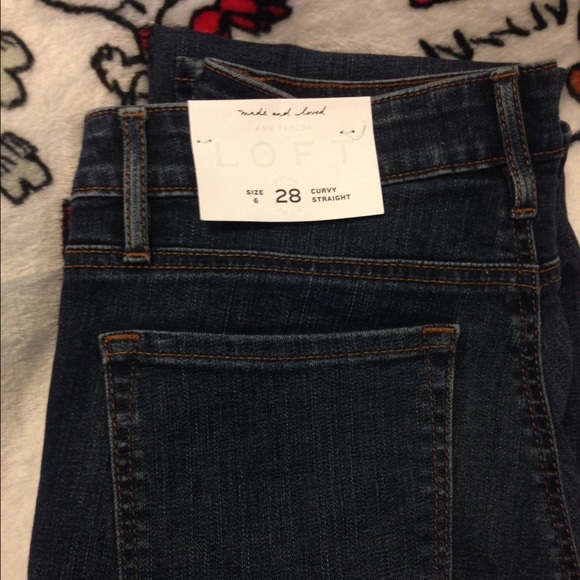 made and loved
ANN TAYLOR
LOFT
SIZE 6
28
CURVY STRAIGHT